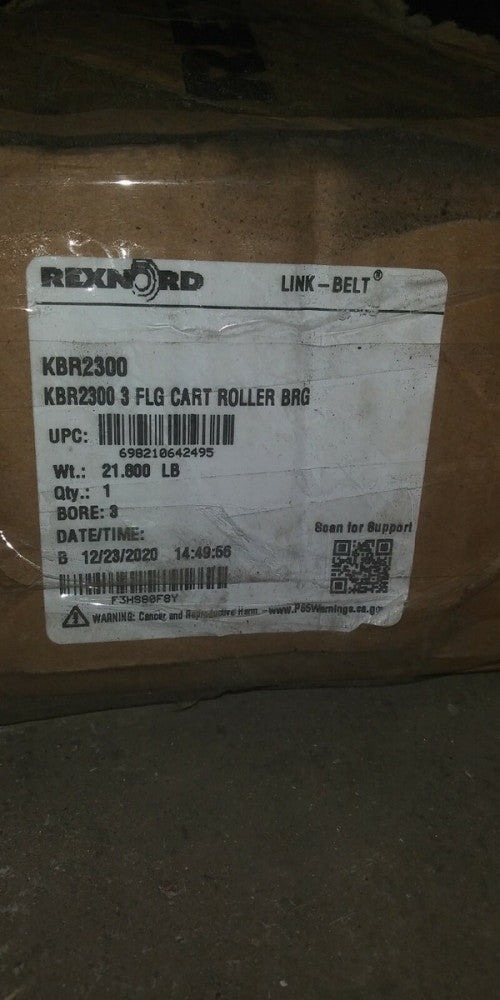 REXNORD LINK-BELT®
KBR2300
KBR2300 3 FLG CART ROLLER BRG
UPC:
698210642495
Wt.: 21.600 LB
Qty.: 1
BORE: 3
DATE/TIME:
Scan for Support
B 12/23/2020 14:49:56
F3HS80F8Y
WARNING: Cancer and Reproductive Harm -www.P65Warnings.ca.gov